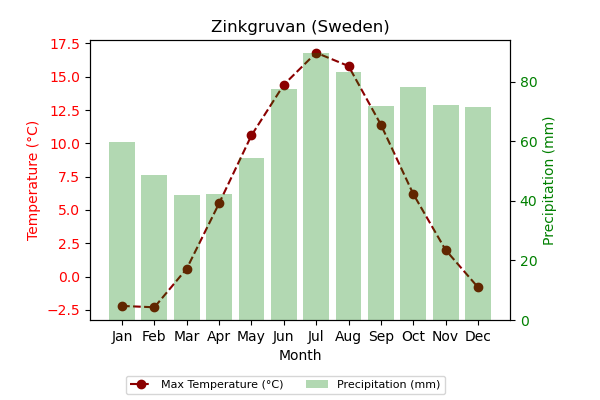 Zinkgruvan (Sweden)
17.5
15.0
12.5
10.0
7.5
5.0
2.5
0.0
−2.5
Temperature (°C)
80
60
40
20
0
Precipitation (mm)
Jan Feb Mar Apr May Jun Jul Aug Sep Oct Nov Dec
Month
Max Temperature (°C) Precipitation (mm)